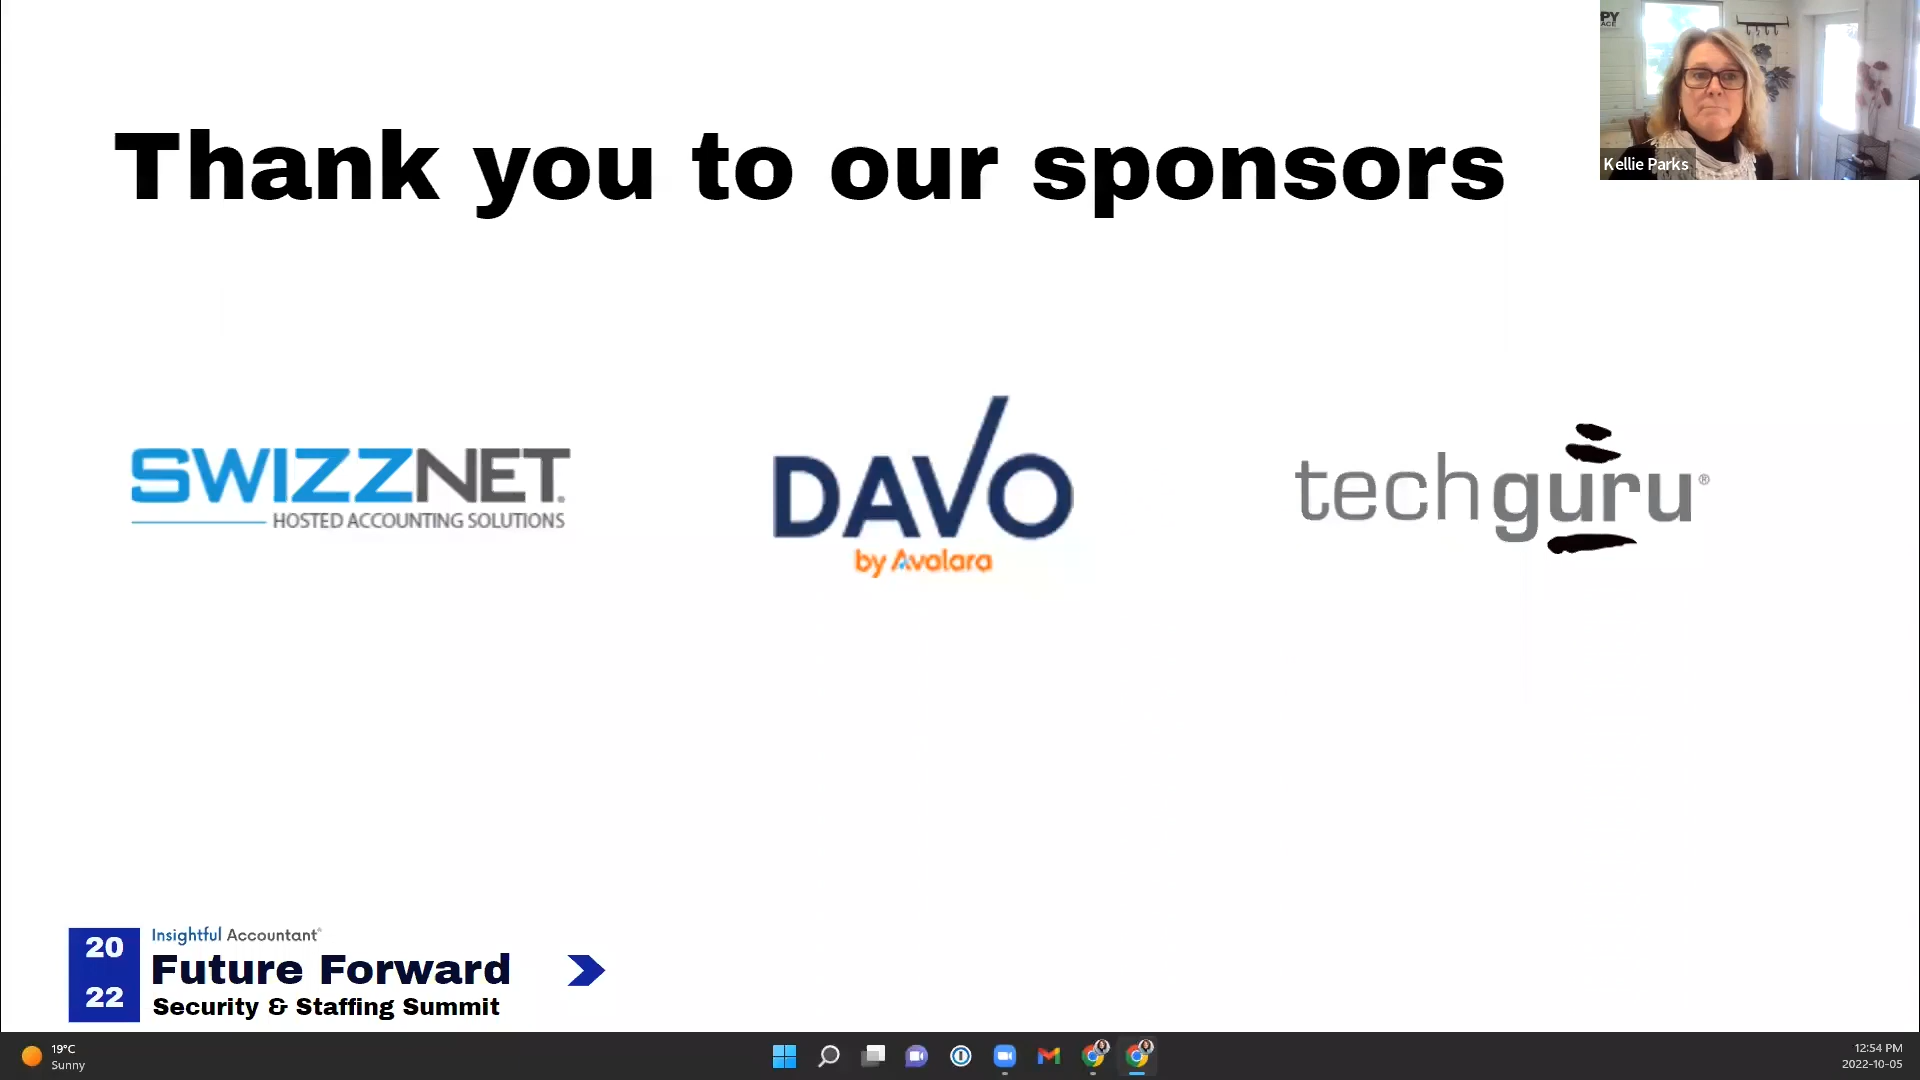 Thank you to our sponsors
Kellie Parks
SWIZZNET.
HOSTED ACCOUNTING SOLUTIONS
DAVO
by Avalara
techguru®
20
22
Insightful Accountant®
Future Forward
Security & Staffing Summit
19°C
Sunny
12:54 PM
2022-10-05